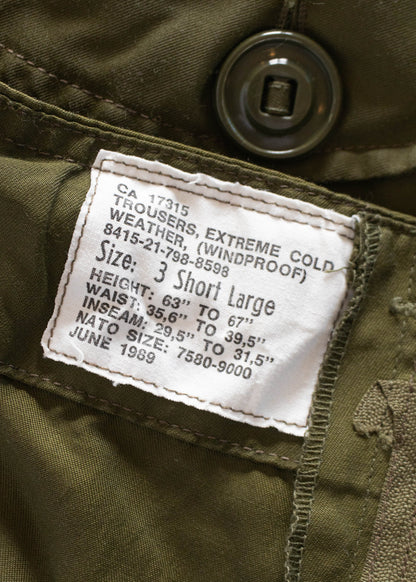 CA 17315
TROUSERS, EXTREME COLD
WEATHER, (WINDPROOF)
8415-21-798-8598
Size: 3 Short Large
HEIGHT: 63" TO 67"
WAIST: 35,6" TO 39,5"
INSEAM: 29,5" TO 31,5"
NATO SIZE: 7580-9000
JUNE 1989